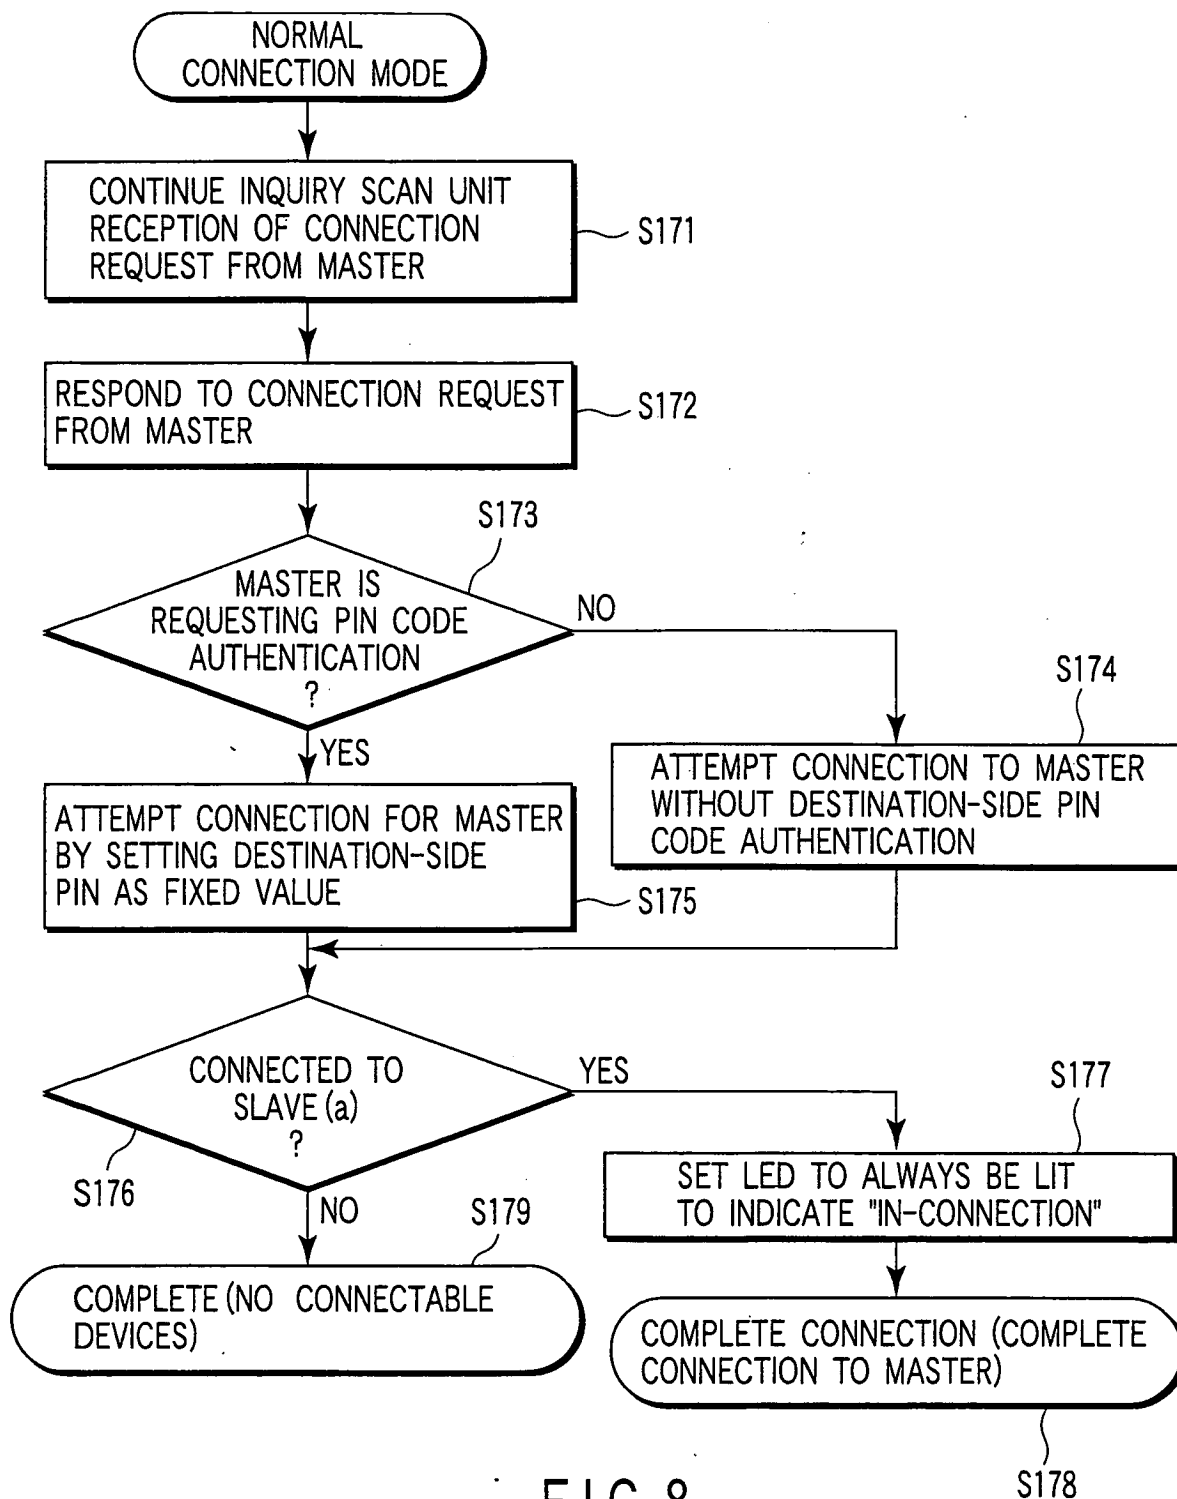 NORMAL
CONNECTION MODE
CONTINUE INQUIRY SCAN UNIT
RECEPTION OF CONNECTION
REQUEST FROM MASTER
S171
RESPOND TO CONNECTION REQUEST
FROM MASTER
S172
S173
MASTER IS
REQUESTING PIN CODE
AUTHENTICATION
?
NO
YES
S174
ATTEMPT CONNECTION TO MASTER
WITHOUT DESTINATION-SIDE PIN
CODE AUTHENTICATION
ATTEMPT CONNECTION FOR MASTER
BY SETTING DESTINATION-SIDE
PIN AS FIXED VALUE
S175
CONNECTED TO
SLAVE (a)
?
YES
S176
NO
S177
SET LED TO ALWAYS BE LIT
TO INDICATE "IN-CONNECTION"
S179
COMPLETE (NO CONNECTABLE
DEVICES)
COMPLETE CONNECTION (COMPLETE
CONNECTION TO MASTER)
S178
FIG. 8